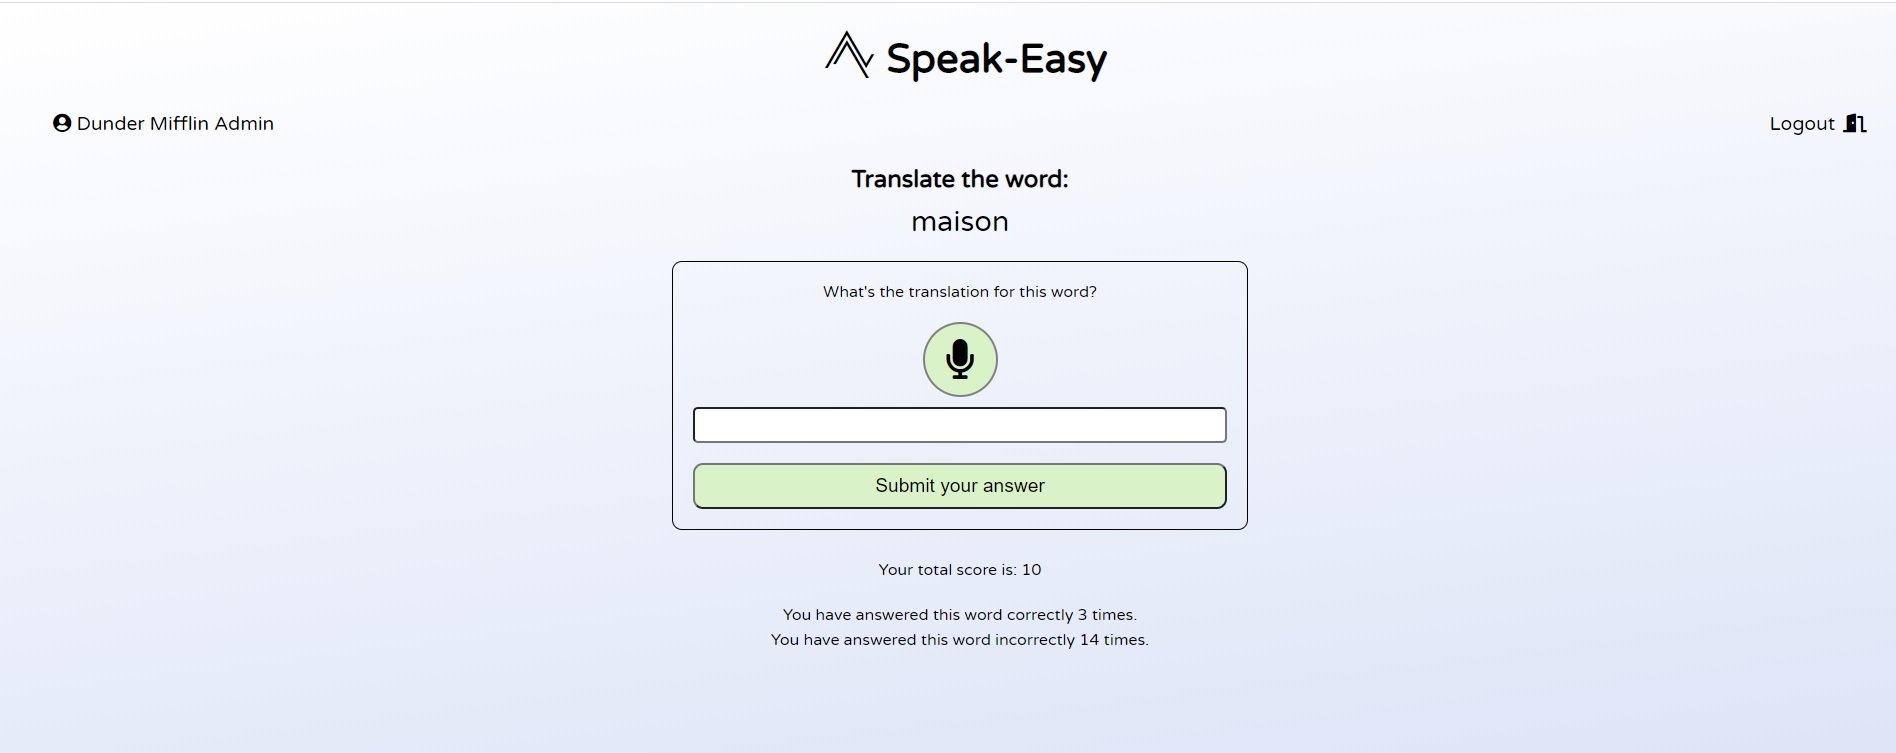 Speak-Easy
Dunder Mifflin Admin
Logout
Translate the word:
maison
What's the translation for this word?
Submit your answer
Your total score is: 10
You have answered this word correctly 3 times.
You have answered this word incorrectly 14 times.